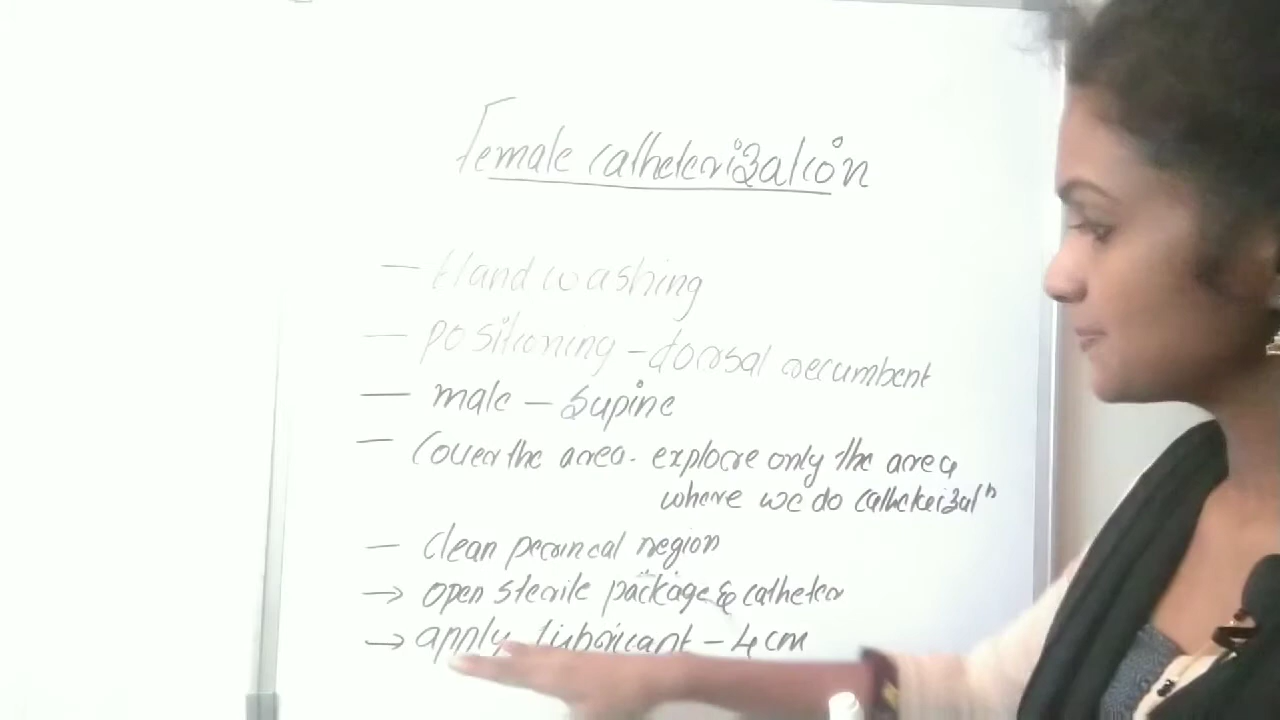 Female catheterization
— Hand washing
— positioning – dorsal recumbent
— male – supine
— Cover the area. explore only the area
where we do catheterizatⁿ
— clean perineal region
→ open sterile package & catheter
→ apply lubricant – 4 cm